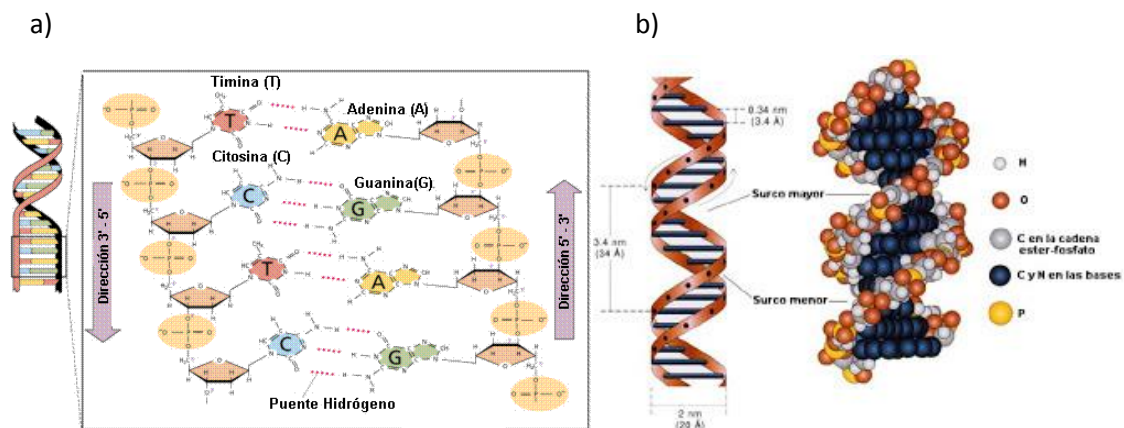 a)
Timina (T)
Adenina (A)
T
A
Citosina (C)
Guanina(G)
C
G
T
A
C
G
Puente Hidrógeno
Dirección 3' - 5'
Dirección 5' - 3'
b)
0.34 nm
(3.4 Å)
Surco mayor
3.4 nm
(34 Å)
Surco menor
2 nm
(20 Å)
H
O
C en la cadena
ester-fosfato
C y N en las bases
P